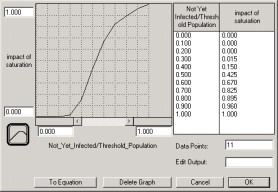 1.000
impact of
saturation
0.000
0.000
1.000
Not_Yet_Infected/Threshold_Population
Not Yet
Infected/Thresh
old Population
impact of
saturation
0.000 0.000
0.100 0.000
0.200 0.000
0.300 0.015
0.400 0.150
0.500 0.425
0.600 0.670
0.700 0.825
0.800 0.895
0.900 0.960
1.000 1.000
Data Points: 11
Edit Output:
To Equation
Delete Graph
Cancel
OK